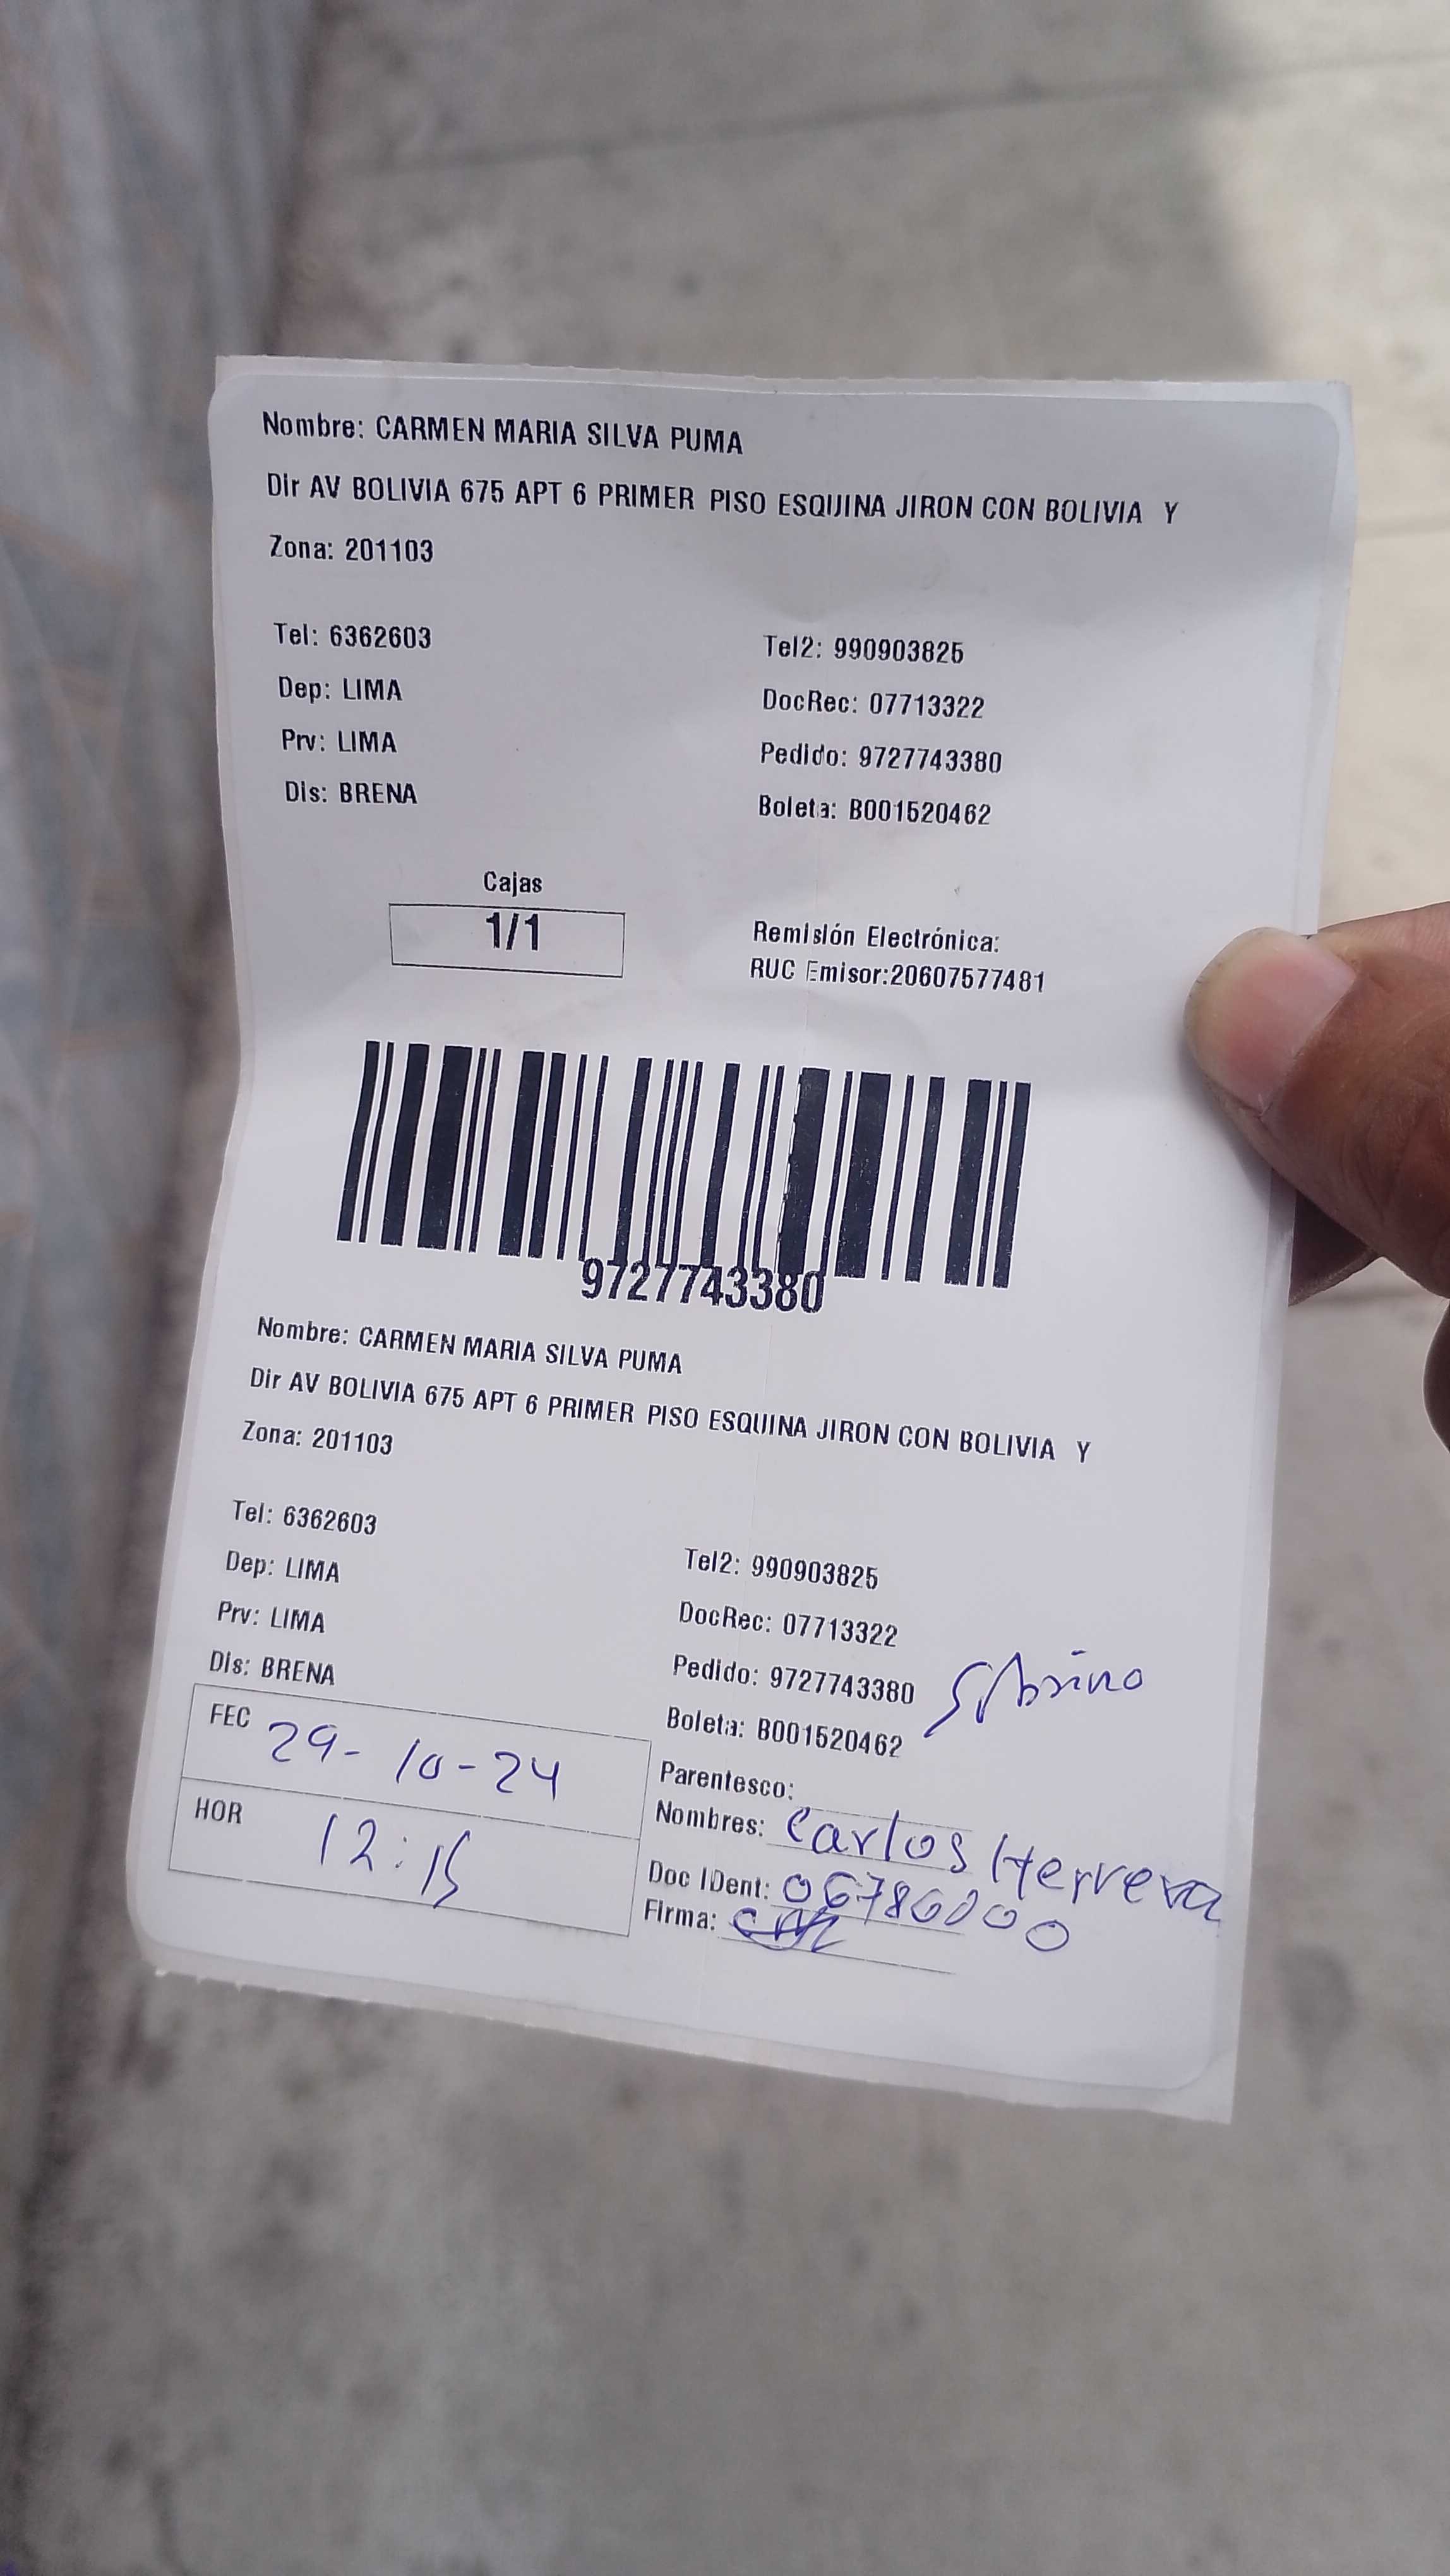 Nombre: CARMEN MARIA SILVA PUMA
Dir AV BOLIVIA 675 APT 6 PRIMER PISO ESQUINA JIRON CON BOLIVIA Y
Zona: 201103
Tel: 6362603
Dep: LIMA
Prv: LIMA
Dis: BRENA
Tel2: 990903825
DocRec: 07713322
Pedido: 9727743380
Boleta: B001520462
Cajas
1/1
Remisión Electrónica:
RUC Emisor:20607577481
9727743380
Nombre: CARMEN MARIA SILVA PUMA
Dir AV BOLIVIA 675 APT 6 PRIMER PISO ESQUINA JIRON CON BOLIVIA Y
Zona: 201103
Tel: 6362603
Dep: LIMA
Prv: LIMA
Dis: BRENA
Tel2: 990903825
DocRec: 07713322
Pedido: 9727743380
Boleta: B001520462
FEC 29-10-24
HOR 12:15
Parentesco:
Nombres: Carlos Herrera
Doc IDent:
Firma: